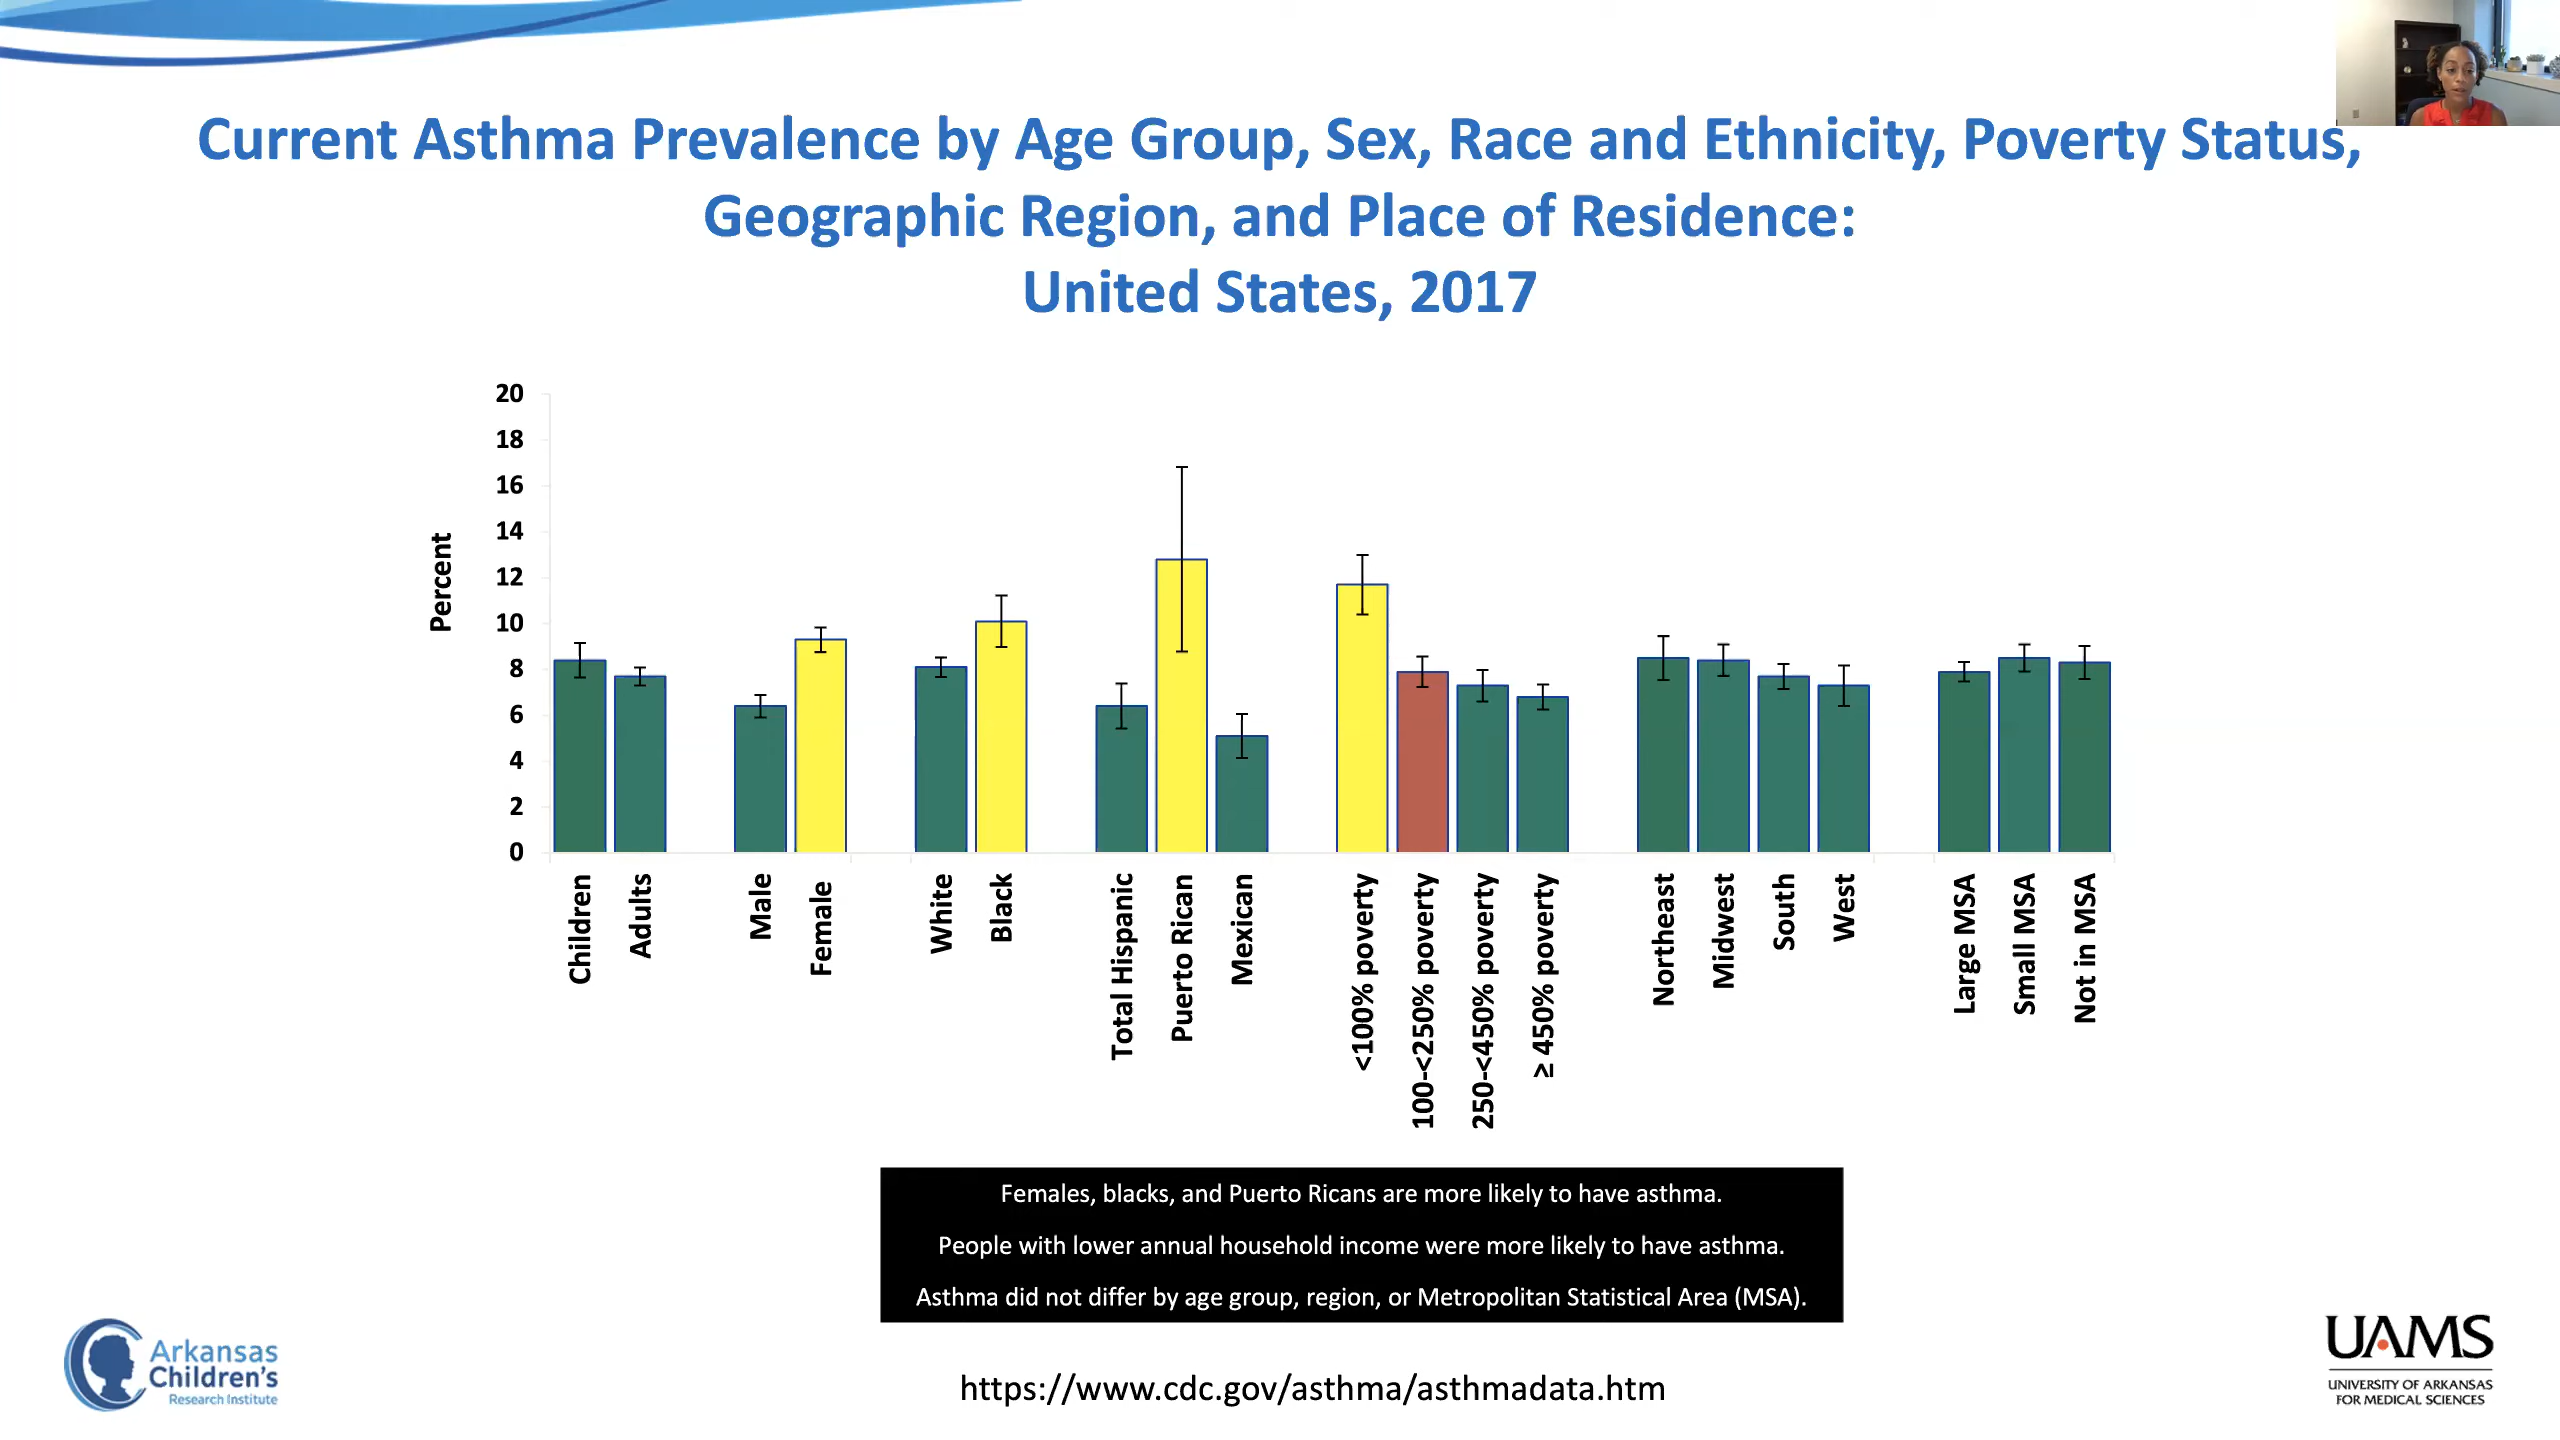 Current Asthma Prevalence by Age Group, Sex, Race and Ethnicity, Poverty Status,
Geographic Region, and Place of Residence:
United States, 2017
Percent
20
18
16
14
12
10
8
6
4
2
0
Children
Adults
Male
Female
White
Black
Total Hispanic
Puerto Rican
Mexican
<100% poverty
100-<250% poverty
250-<450% poverty
≥ 450% poverty
Northeast
Midwest
South
West
Large MSA
Small MSA
Not in MSA
Females, blacks, and Puerto Ricans are more likely to have asthma.
People with lower annual household income were more likely to have asthma.
Asthma did not differ by age group, region, or Metropolitan Statistical Area (MSA).
https://www.cdc.gov/asthma/asthmadata.htm
Arkansas
Children's
Research Institute
UAMS
UNIVERSITY OF ARKANSAS
FOR MEDICAL SCIENCES